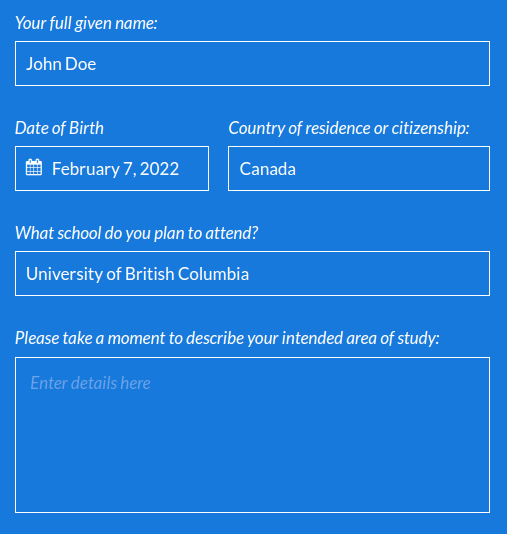 Your full given name:
John Doe
Date of Birth
Country of residence or citizenship:
February 7, 2022
Canada
What school do you plan to attend?
University of British Columbia
Please take a moment to describe your intended area of study:
Enter details here